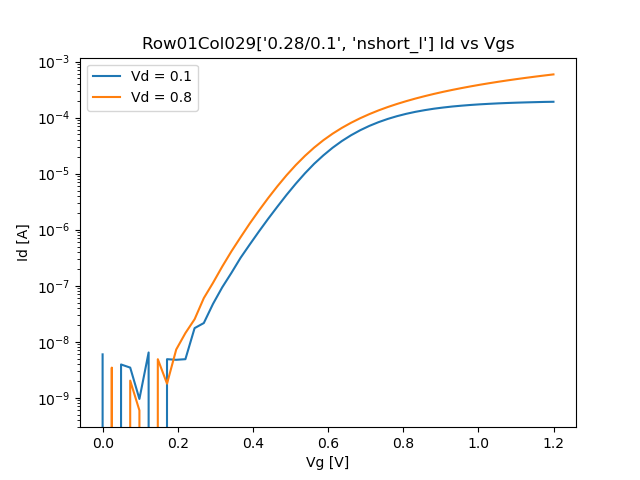 Row01Col029['0.28/0.1', 'nshort_l'] Id vs Vgs
Vd = 0.1
Vd = 0.8
Id [A]
10⁻³
10⁻⁴
10⁻⁵
10⁻⁶
10⁻⁷
10⁻⁸
10⁻⁹
0.0 0.2 0.4 0.6 0.8 1.0 1.2
Vg [V]